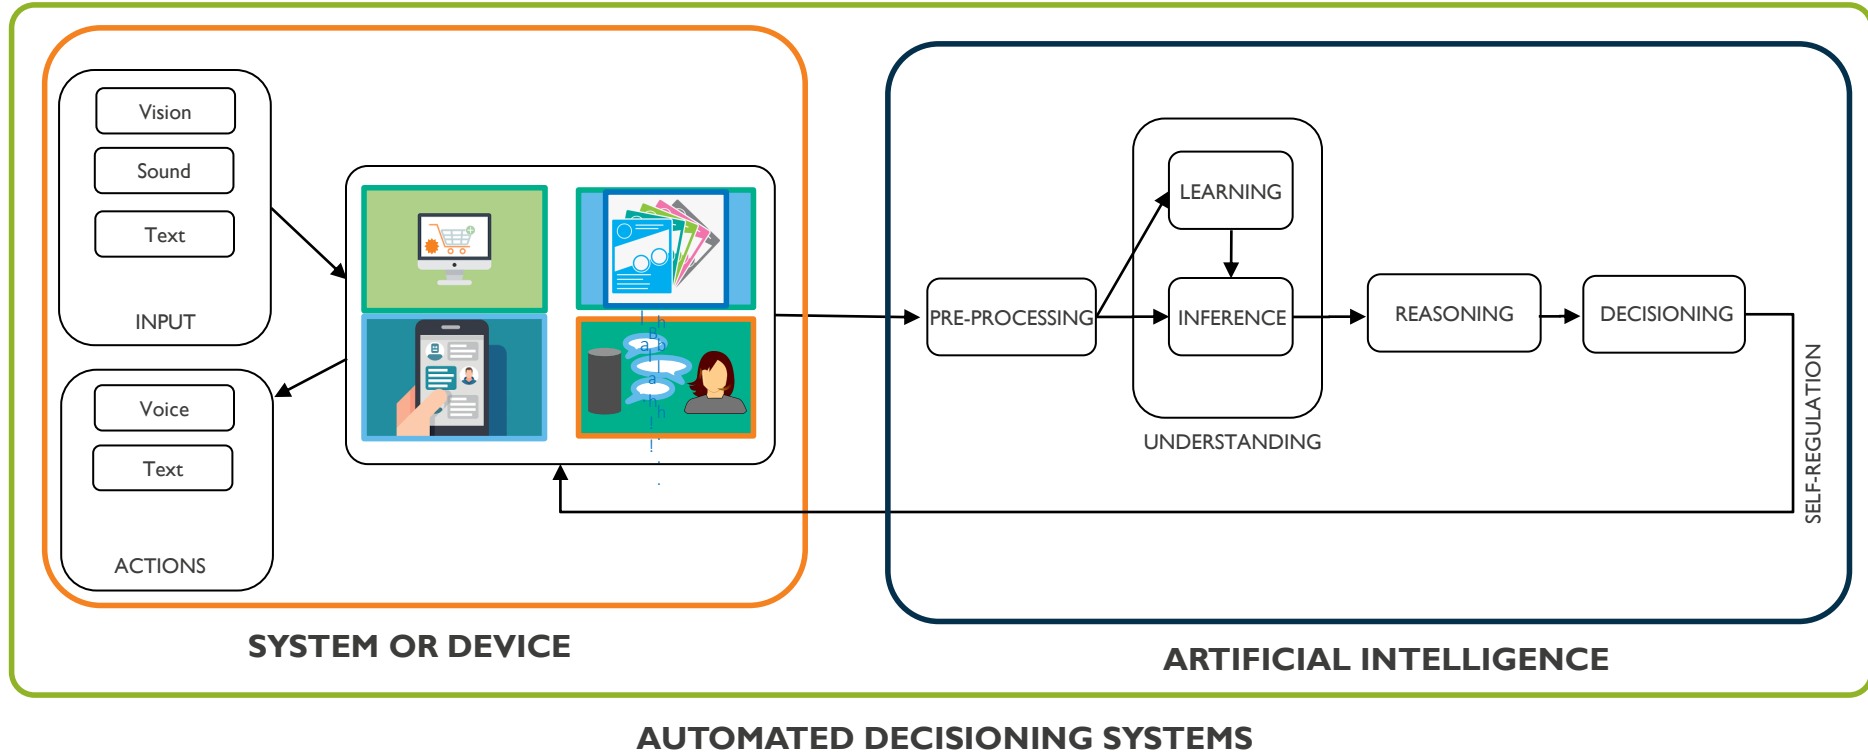 Vision
Sound
Text
INPUT
Voice
Text
ACTIONS
SYSTEM OR DEVICE
PRE-PROCESSING
LEARNING
INFERENCE
UNDERSTANDING
REASONING
DECISIONING
SELF-REGULATION
ARTIFICIAL INTELLIGENCE
AUTOMATED DECISIONING SYSTEMS